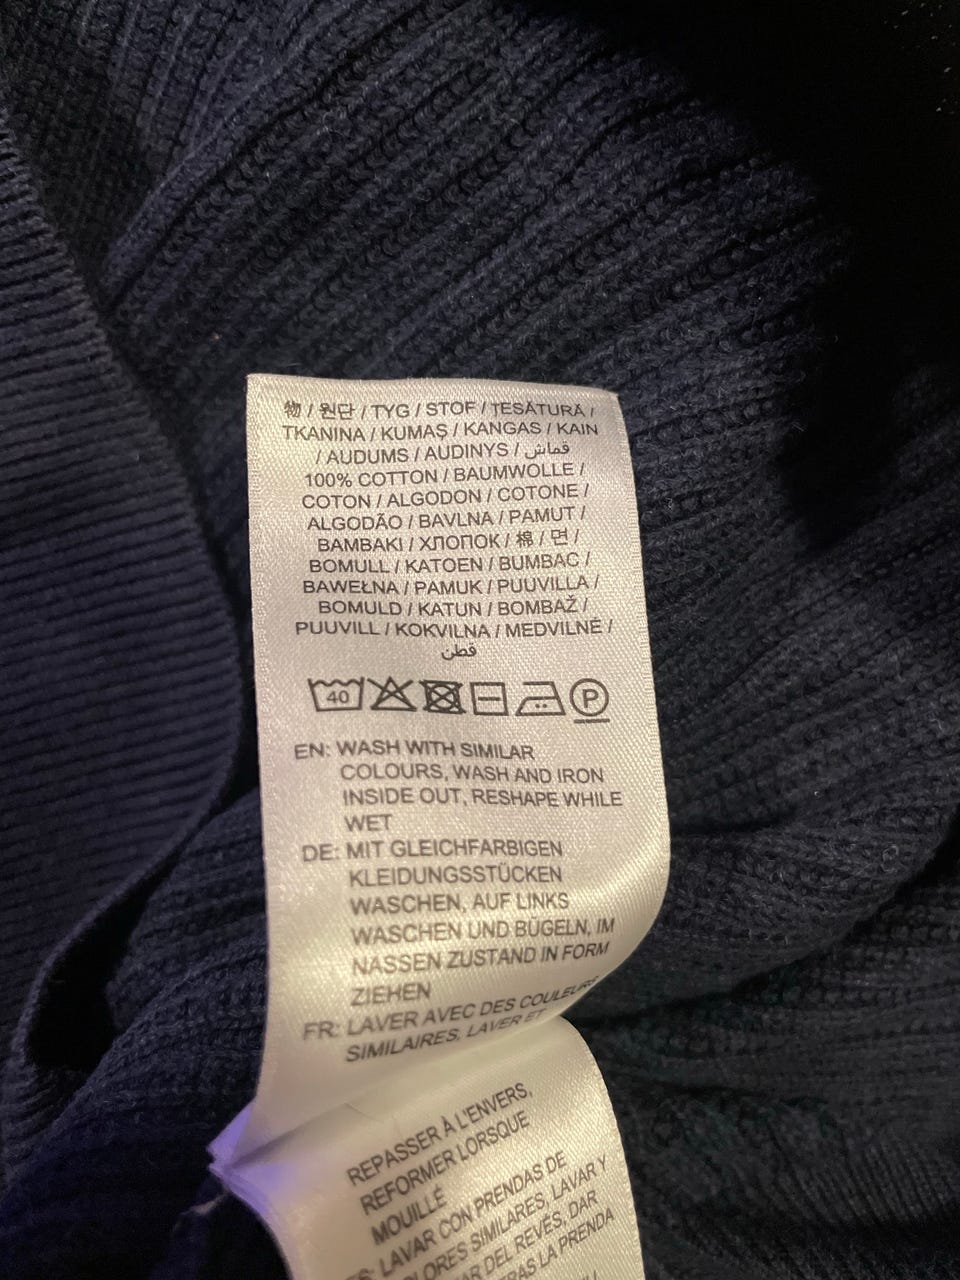 物 / 원단 / TYG / STOF / ȚESĂTURĂ /
TKANINA / KUMAŞ / KANGAS / KAIN
/ AUDUMS / AUDINYS / قماش
100% COTTON / BAUMWOLLE /
COTON / ALGODON / COTONE /
ALGODÃO / BAVLNA / PAMUT /
BAMBAKI / ХЛОПОК / 棉 / 면 /
BOMULL / KATOEN / BUMBAC /
BAWEŁNA / PAMUK / PUUVILLA /
BOMULD / KATUN / BOMBAŽ /
PUUVILL / KOKVILNA / MEDVILNĖ /
قطن
40 P
EN: WASH WITH SIMILAR
COLOURS, WASH AND IRON
INSIDE OUT, RESHAPE WHILE
WET
DE: MIT GLEICHFARBIGEN
KLEIDUNGSSTÜCKEN
WASCHEN, AUF LINKS
WASCHEN UND BÜGELN, IM
NASSEN ZUSTAND IN FORM
ZIEHEN
FR: LAVER AVEC DES COULEURS
SIMILAIRES, LAVER ET
REPASSER À L'ENVERS,
REFORMER LORSQUE
MOUILLÉ
LAVAR CON PRENDAS DE
SIMILARES, LAVAR Y
DEL REVÉS, DAR
LA PRENDA